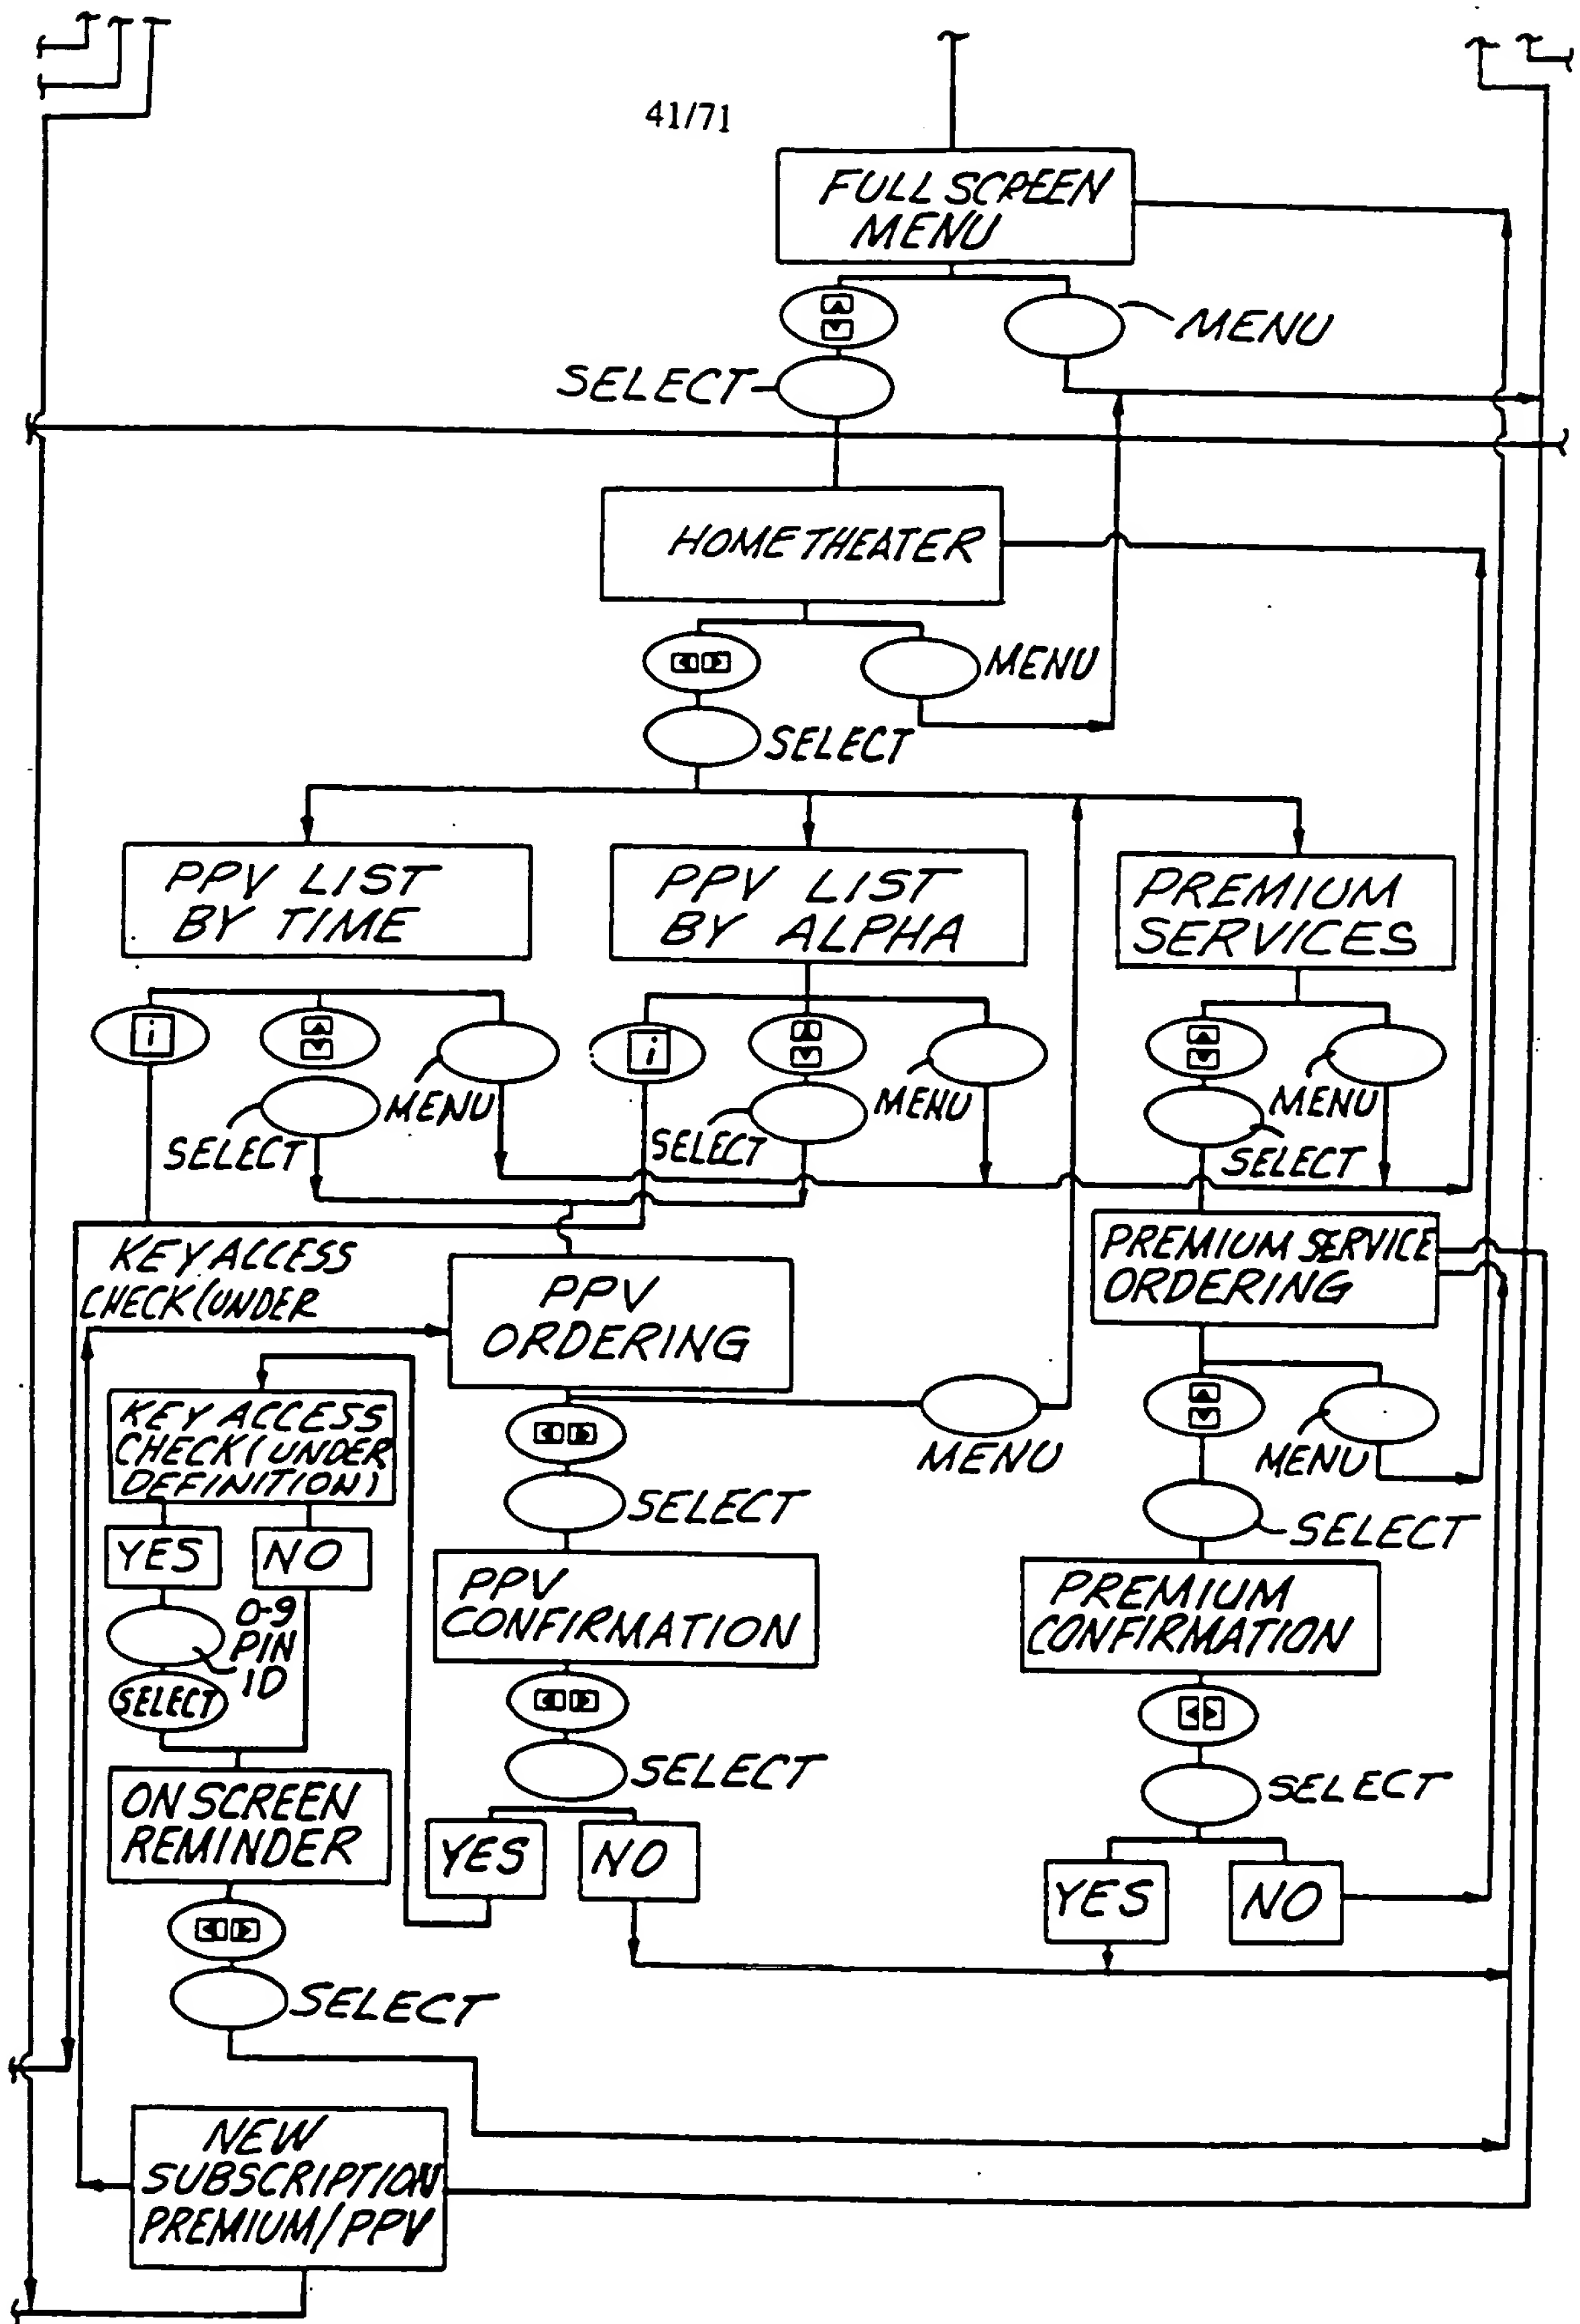 41/71
FULL SCREEN
MENU
MENU
SELECT
HOME THEATER
MENU
SELECT
PPV LIST
BY TIME
PPV LIST
BY ALPHA
PREMIUM
SERVICES
i
i
MENU
SELECT
MENU
SELECT
MENU
SELECT
KEY ACCESS
CHECK (UNDER
PPV
ORDERING
PREMIUM SERVICE
ORDERING
KEY ACCESS
CHECK (UNDER
DEFINITION)
MENU
MENU
SELECT
SELECT
YES
NO
0-9
PIN
ID
SELECT
PPV
CONFIRMATION
PREMIUM
CONFIRMATION
SELECT
SELECT
ON SCREEN
REMINDER
YES
NO
YES
NO
SELECT
NEW
SUBSCRIPTION
PREMIUM/PPV